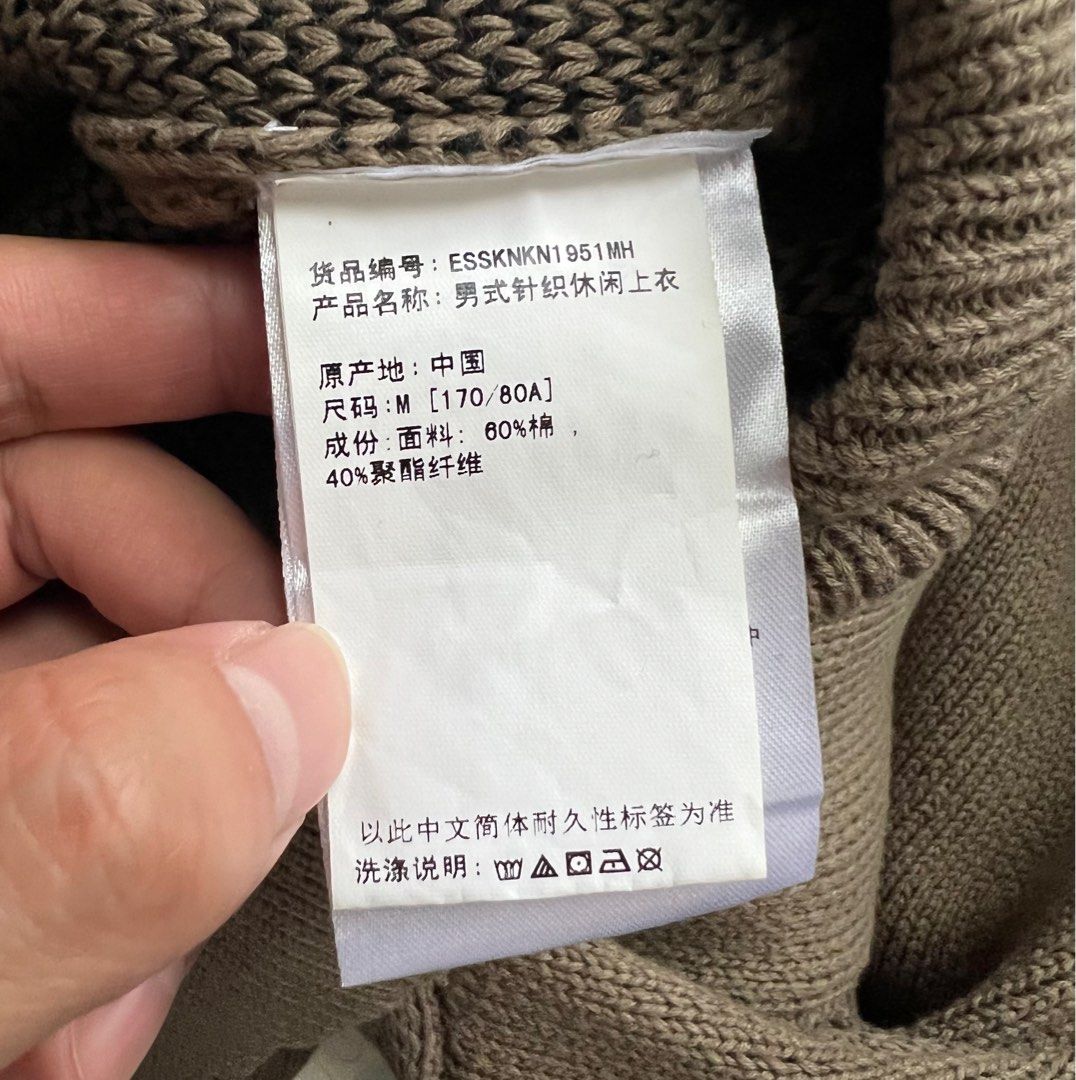 货品编号: ESSKNKN1951MH
产品名称: 男式针织休闲上衣
原产地: 中国
尺码:M [170/80A]
成份:面料: 60%棉 ,
40%聚酯纤维
中
以此中文简体耐久性标签为准
洗涤说明: